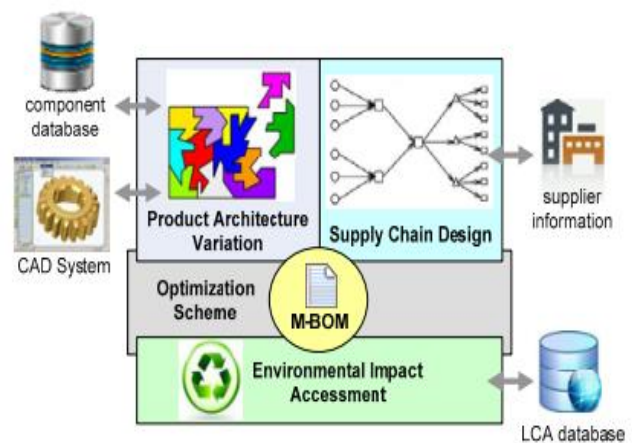 component
database
CAD System
Product Architecture
Variation
Supply Chain Design
supplier
information
Optimization
Scheme
M-BOM
Environmental Impact
Accessment
LCA database